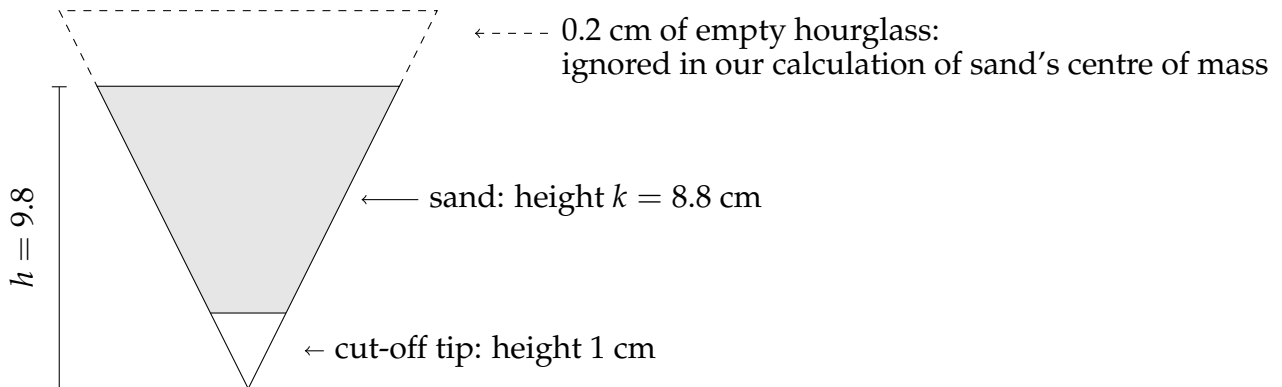 0.2 cm of empty hourglass:
ignored in our calculation of sand's centre of mass
sand: height k = 8.8 cm
h = 9.8
cut-off tip: height 1 cm